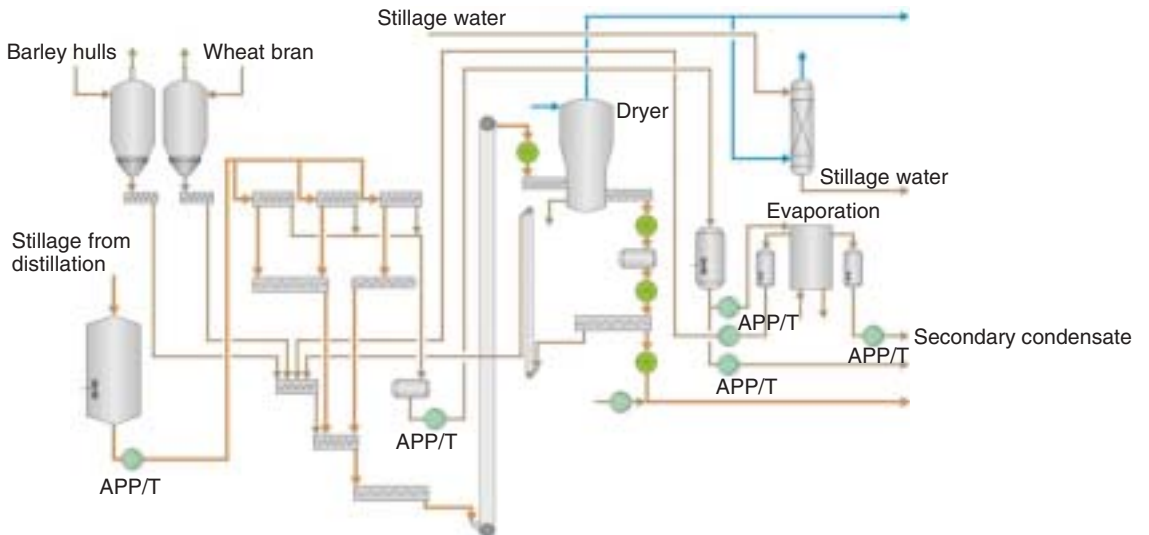 Stillage water
Barley hulls
Wheat bran
Dryer
Stillage water
Evaporation
Stillage from
distillation
APP/T
Secondary condensate
APP/T
APP/T
APP/T
APP/T